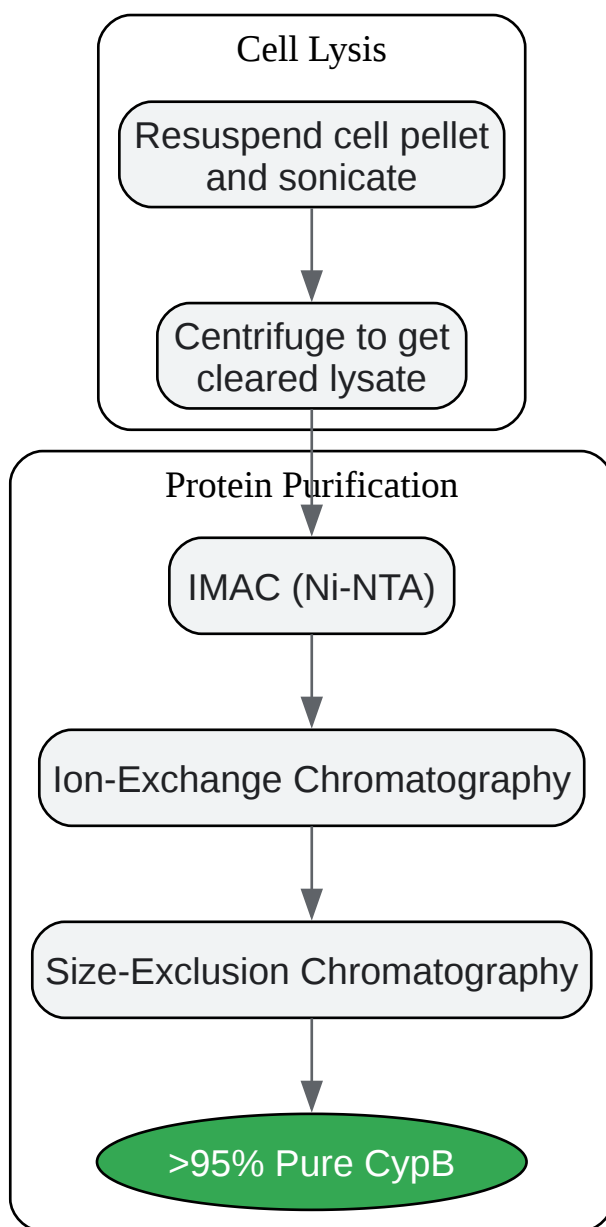 Cell Lysis
Resuspend cell pellet
and sonicate
Centrifuge to get
cleared lysate
Protein Purification
IMAC (Ni-NTA)
Ion-Exchange Chromatography
Size-Exclusion Chromatography
>95% Pure CypB